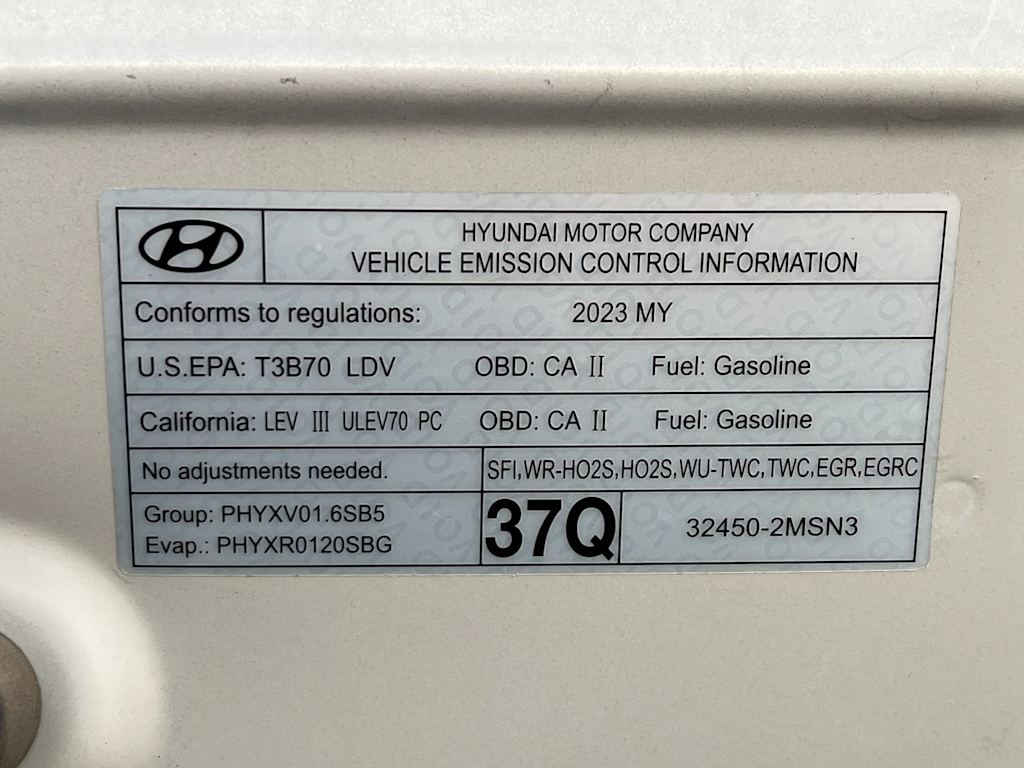 HYUNDAI MOTOR COMPANY
VEHICLE EMISSION CONTROL INFORMATION
Conforms to regulations: 2023 MY
U.S.EPA: T3B70 LDV OBD: CA II Fuel: Gasoline
California: LEV III ULEV70 PC OBD: CA II Fuel: Gasoline
No adjustments needed. SFI,WR-HO2S,HO2S,WU-TWC,TWC,EGR,EGRC
Group: PHYXV01.6SB5
Evap.: PHYXR0120SBG
37Q
32450-2MSN3